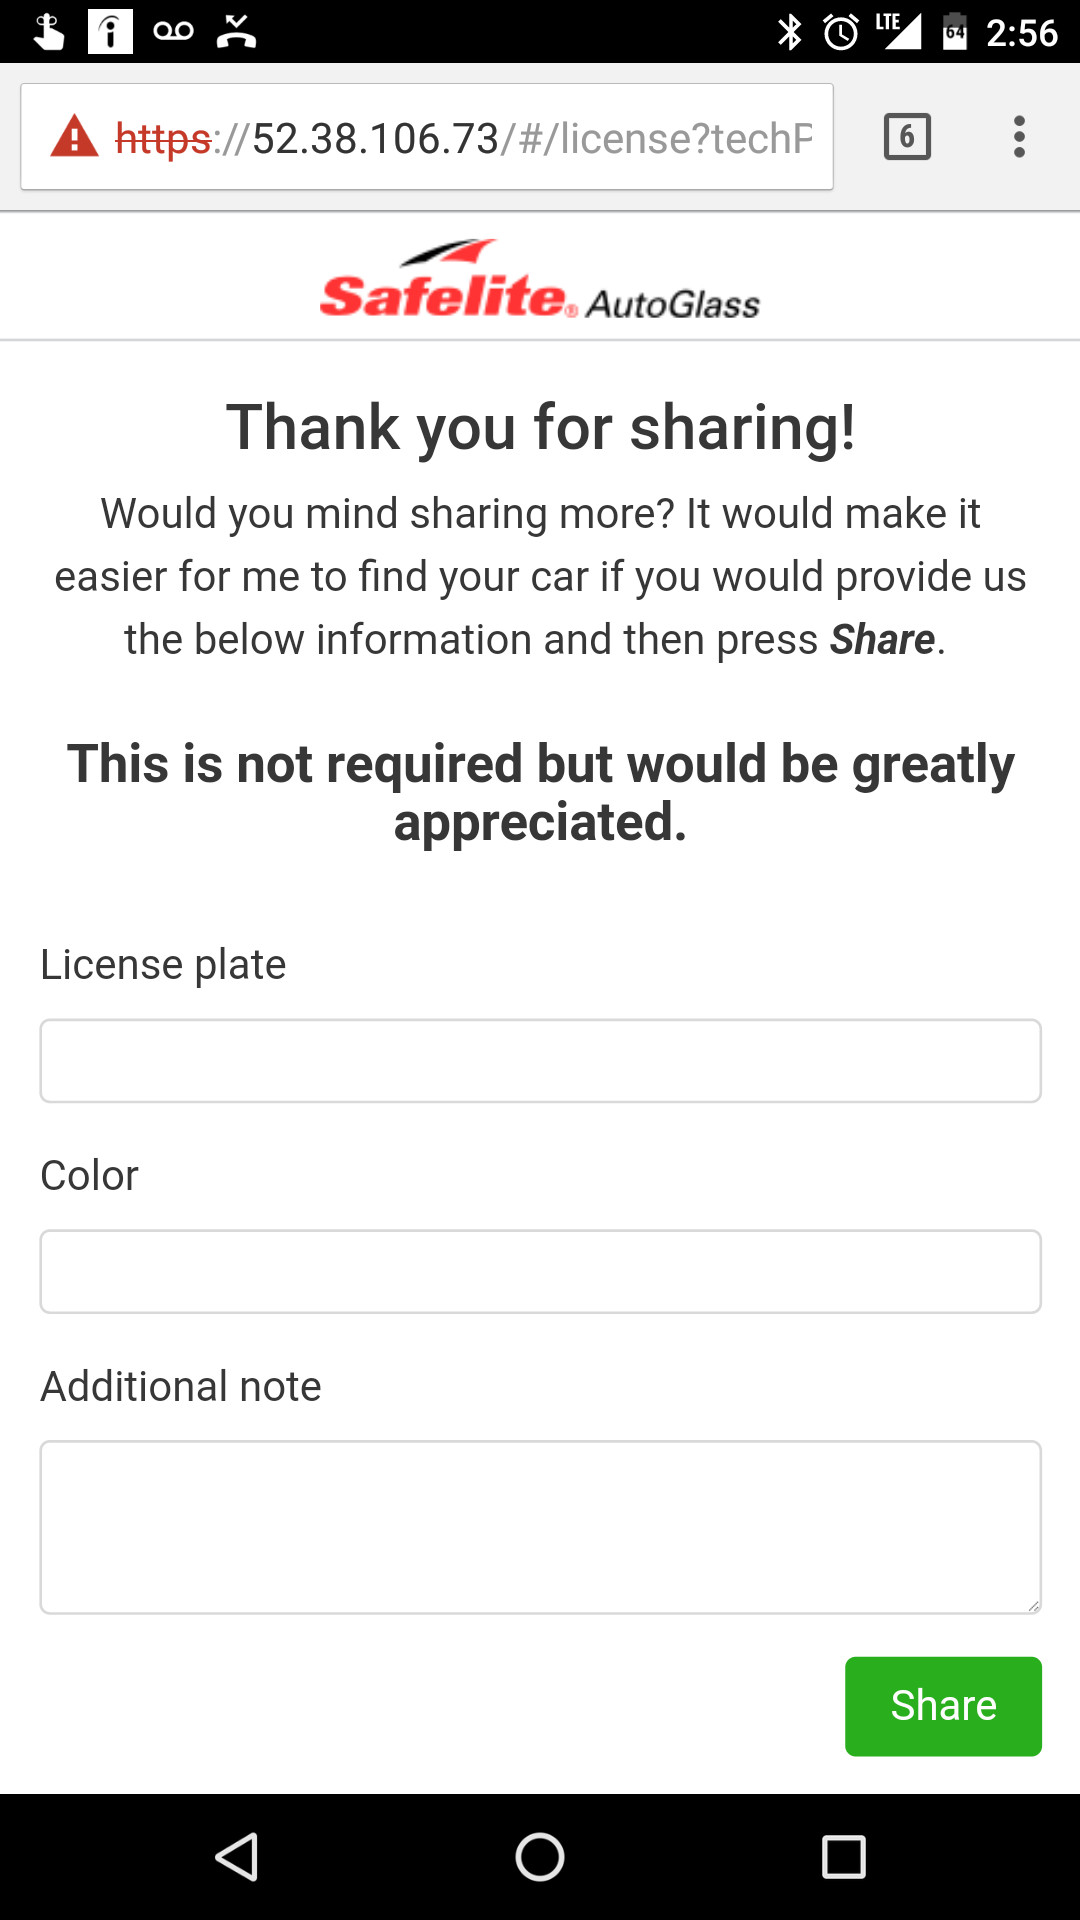 LTE 64 2:56
https://52.38.106.73/#/license?techP 6
Safelite® AutoGlass
Thank you for sharing!
Would you mind sharing more? It would make it
easier for me to find your car if you would provide us
the below information and then press Share.
This is not required but would be greatly
appreciated.
License plate
Color
Additional note
Share